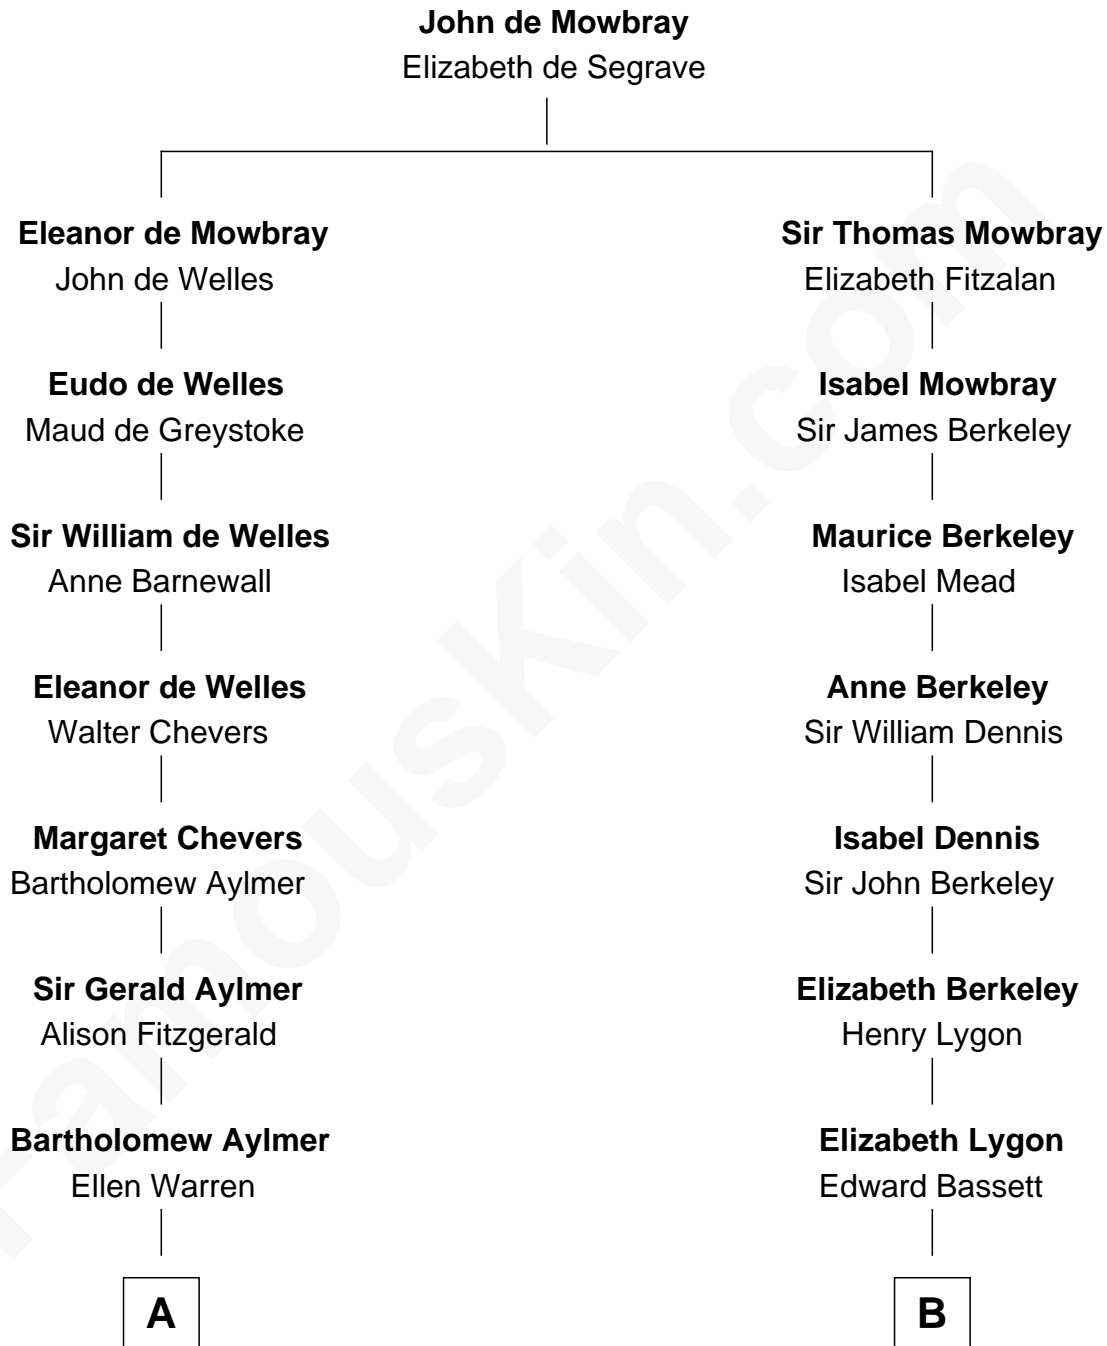 John de Mowbray
Elizabeth de Segrave
Eleanor de Mowbray
John de Welles
Sir Thomas Mowbray
Elizabeth Fitzalan
Eudo de Welles
Maud de Greystoke
Isabel Mowbray
Sir James Berkeley
Sir William de Welles
Anne Barnewall
Maurice Berkeley
Isabel Mead
Eleanor de Welles
Walter Chevers
Anne Berkeley
Sir William Dennis
Margaret Chevers
Bartholomew Aylmer
Isabel Dennis
Sir John Berkeley
Sir Gerald Aylmer
Alison Fitzgerald
Elizabeth Berkeley
Henry Lygon
Bartholomew Aylmer
Ellen Warren
Elizabeth Lygon
Edward Bassett
A
B
FamousKin.com